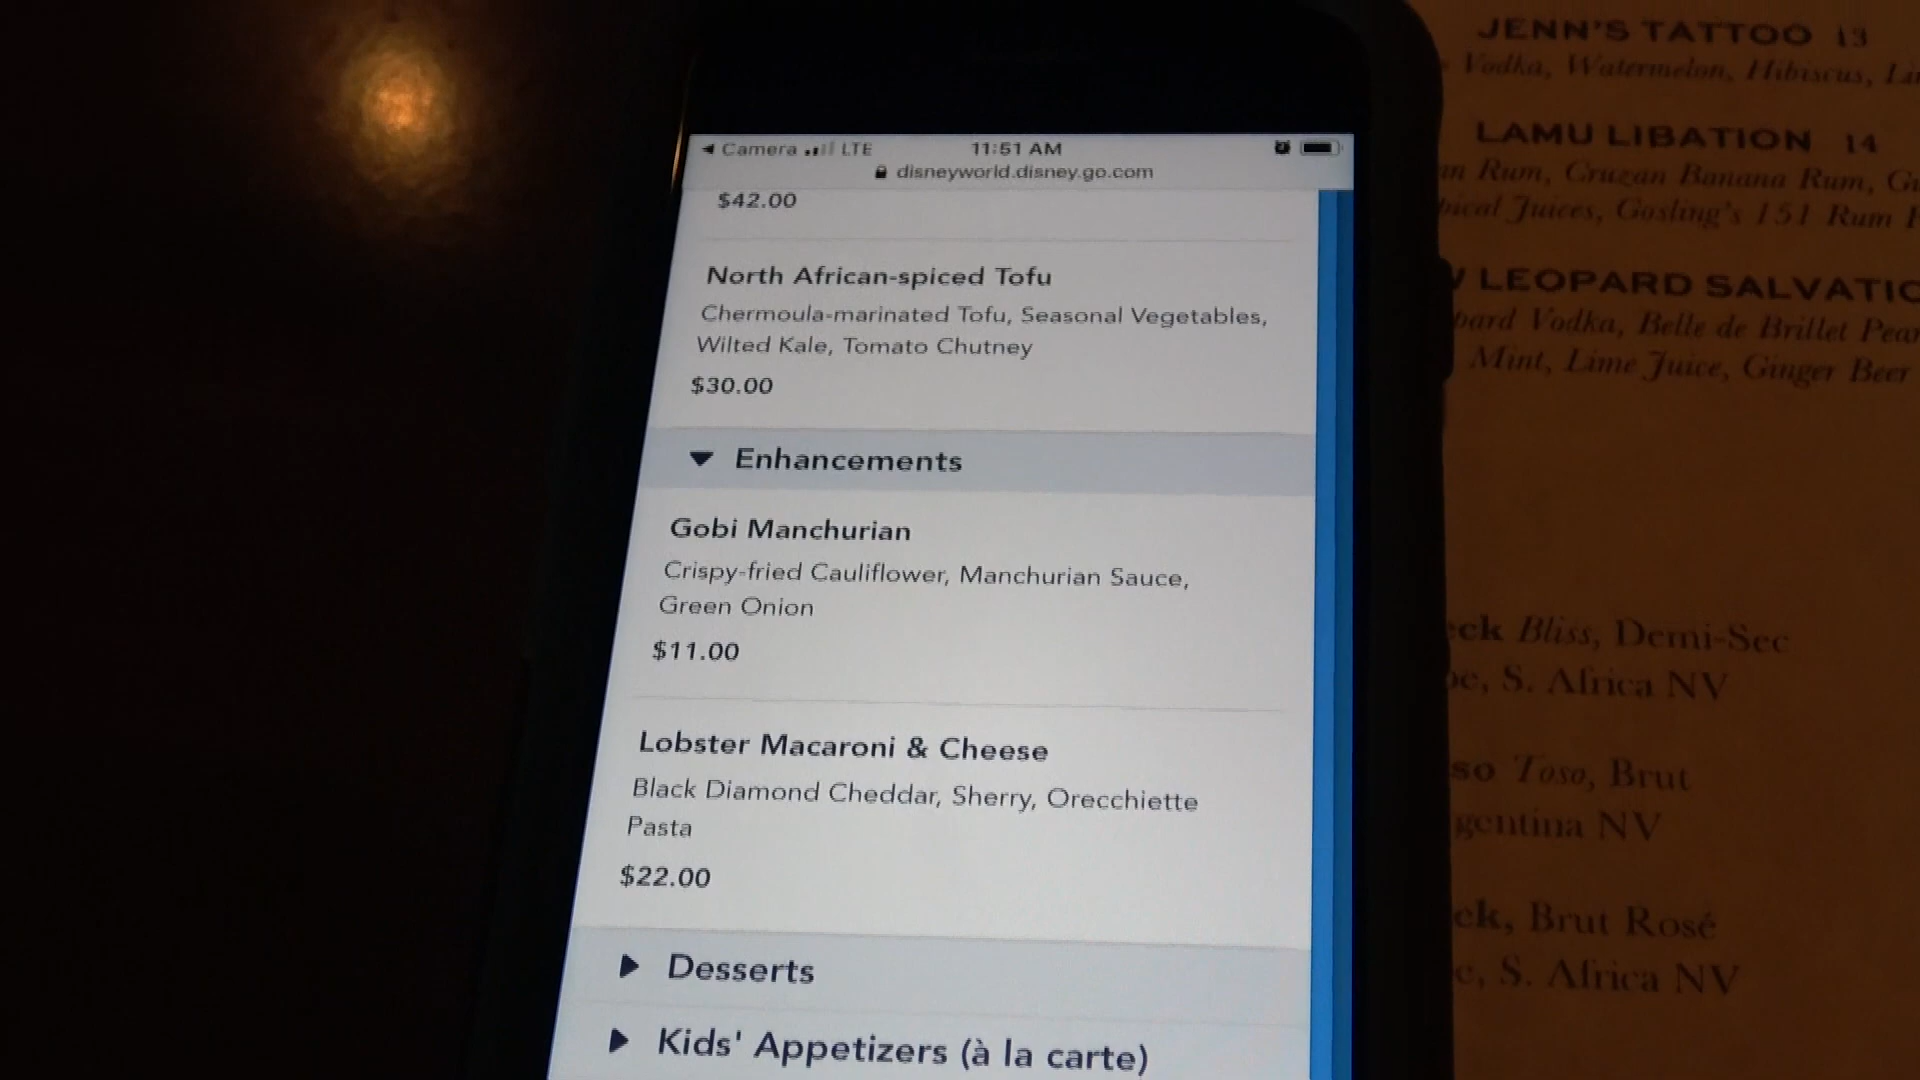 Camera LTE 11:51 AM
disneyworld.disney.go.com
$42.00
North African-spiced Tofu
Chermoula-marinated Tofu, Seasonal Vegetables,
Wilted Kale, Tomato Chutney
$30.00
Enhancements
Gobi Manchurian
Crispy-fried Cauliflower, Manchurian Sauce,
Green Onion
$11.00
Lobster Macaroni & Cheese
Black Diamond Cheddar, Sherry, Orecchiette
Pasta
$22.00
Desserts
Kids' Appetizers (à la carte)
JENN'S TATTOO 13
Vodka, Watermelon, Hibiscus,
LAMU LIBATION 14
Rum, Cruzan Banana Rum,
Juices, Gosling's 151 Rum
LEOPARD
Vodka, Belle de Brillet
Mint, Lime Juice, Ginger Beer
Bliss, Demi-Sec
S. Africa NV
Toso, Brut
NV
Brut Rosé
S. Africa NV